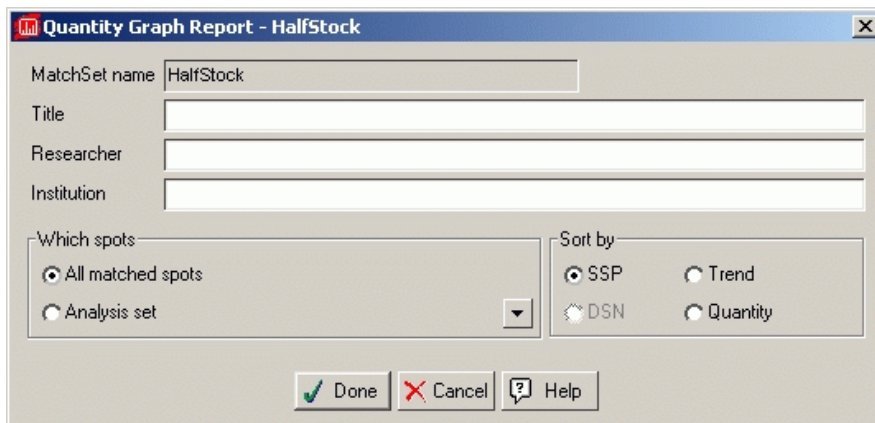 Quantity Graph Report - HalfStock
MatchSet name HalfStock
Title
Researcher
Institution
Which spots
All matched spots
Analysis set
Sort by
SSP Trend
DSN Quantity
Done Cancel Help